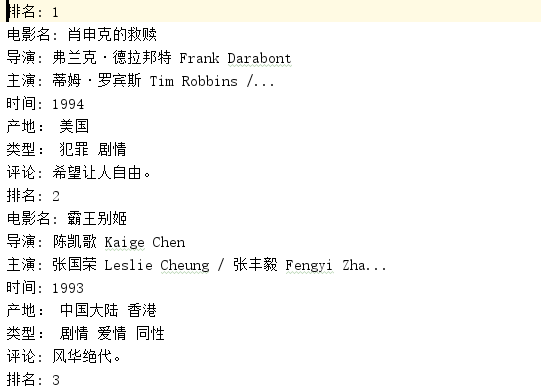 排名: 1
电影名: 肖申克的救赎
导演: 弗兰克·德拉邦特 Frank Darabont
主演: 蒂姆·罗宾斯 Tim Robbins /...
时间: 1994
产地:  美国
类型:  犯罪 剧情
评论: 希望让人自由。
排名: 2
电影名: 霸王别姬
导演: 陈凯歌 Kaige Chen
主演: 张国荣 Leslie Cheung / 张丰毅 Fengyi Zha...
时间: 1993
产地:  中国大陆 香港
类型:  剧情 爱情 同性
评论: 风华绝代。
排名: 3